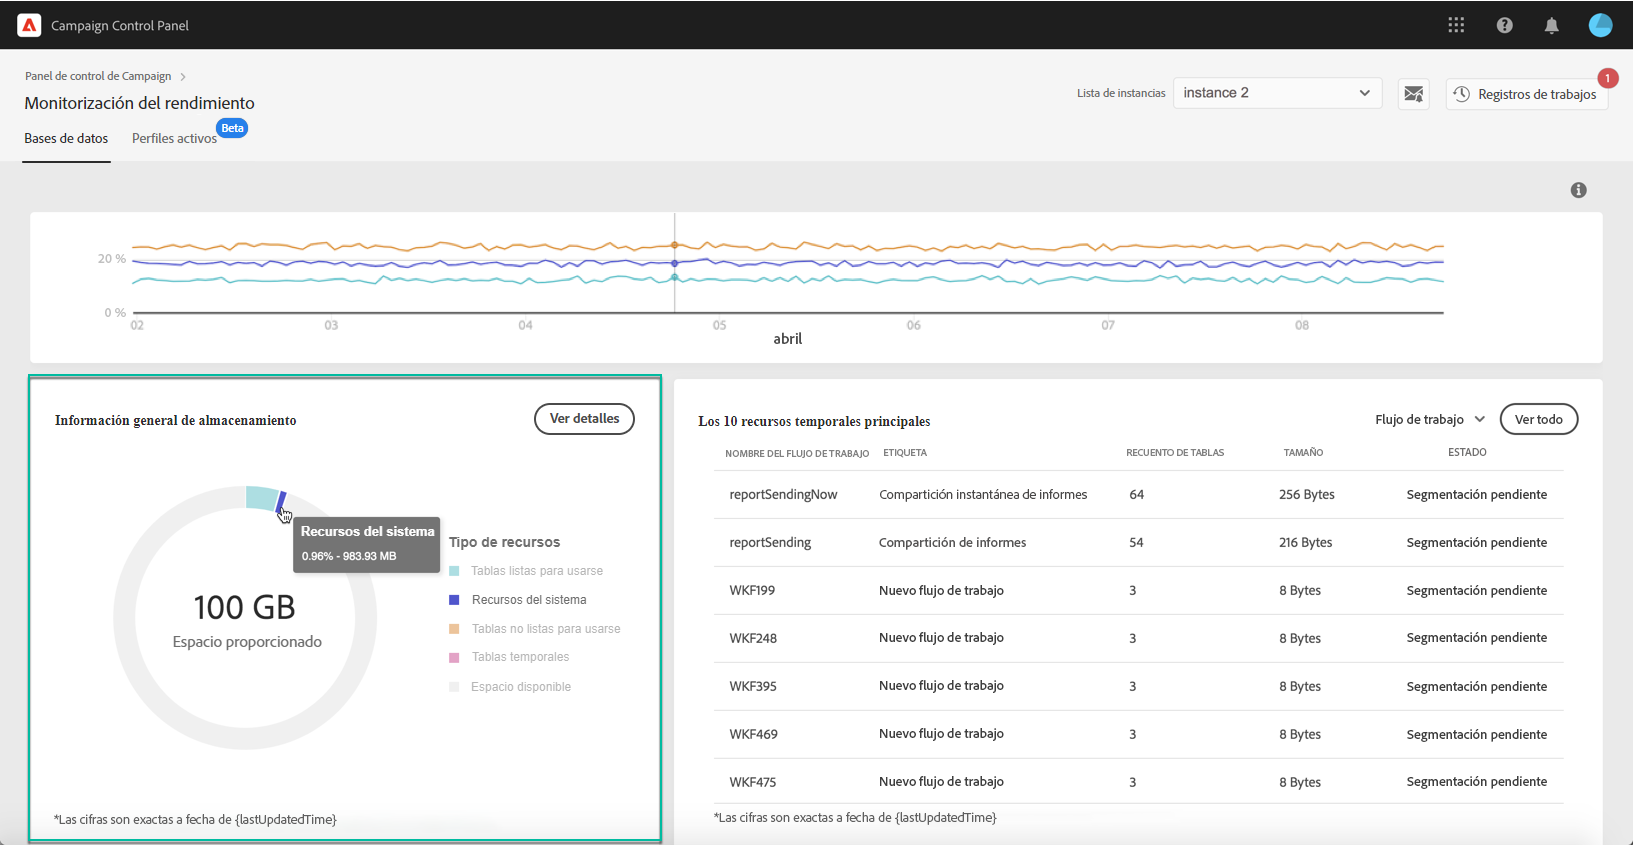 Campaign Control Panel
Panel de control de Campaign
Monitorización del rendimiento
Lista de instancias
instance 2
Registros de trabajos
1
Bases de datos
Perfiles activos
Beta
20 %
0 %
02 03 04 05 06 07 08
abril
Información general de almacenamiento
Ver detalles
Recursos del sistema
0.96% - 983.93 MB
100 GB
Espacio proporcionado
Tipo de recursos
Tablas listas para usarse
Recursos del sistema
Tablas no listas para usarse
Tablas temporales
Espacio disponible
*Las cifras son exactas a fecha de {lastUpdatedTime}
Los 10 recursos temporales principales
Flujo de trabajo
Ver todo
NOMBRE DEL FLUJO DE TRABAJO ETIQUETA RECUENTO DE TABLAS TAMAÑO ESTADO
reportSendingNow Compartición instantánea de informes 64 256 Bytes Segmentación pendiente
reportSending Compartición de informes 54 216 Bytes Segmentación pendiente
WKF199 Nuevo flujo de trabajo 3 8 Bytes Segmentación pendiente
WKF248 Nuevo flujo de trabajo 3 8 Bytes Segmentación pendiente
WKF395 Nuevo flujo de trabajo 3 8 Bytes Segmentación pendiente
WKF469 Nuevo flujo de trabajo 3 8 Bytes Segmentación pendiente
WKF475 Nuevo flujo de trabajo 3 8 Bytes Segmentación pendiente
*Las cifras son exactas a fecha de {lastUpdatedTime}